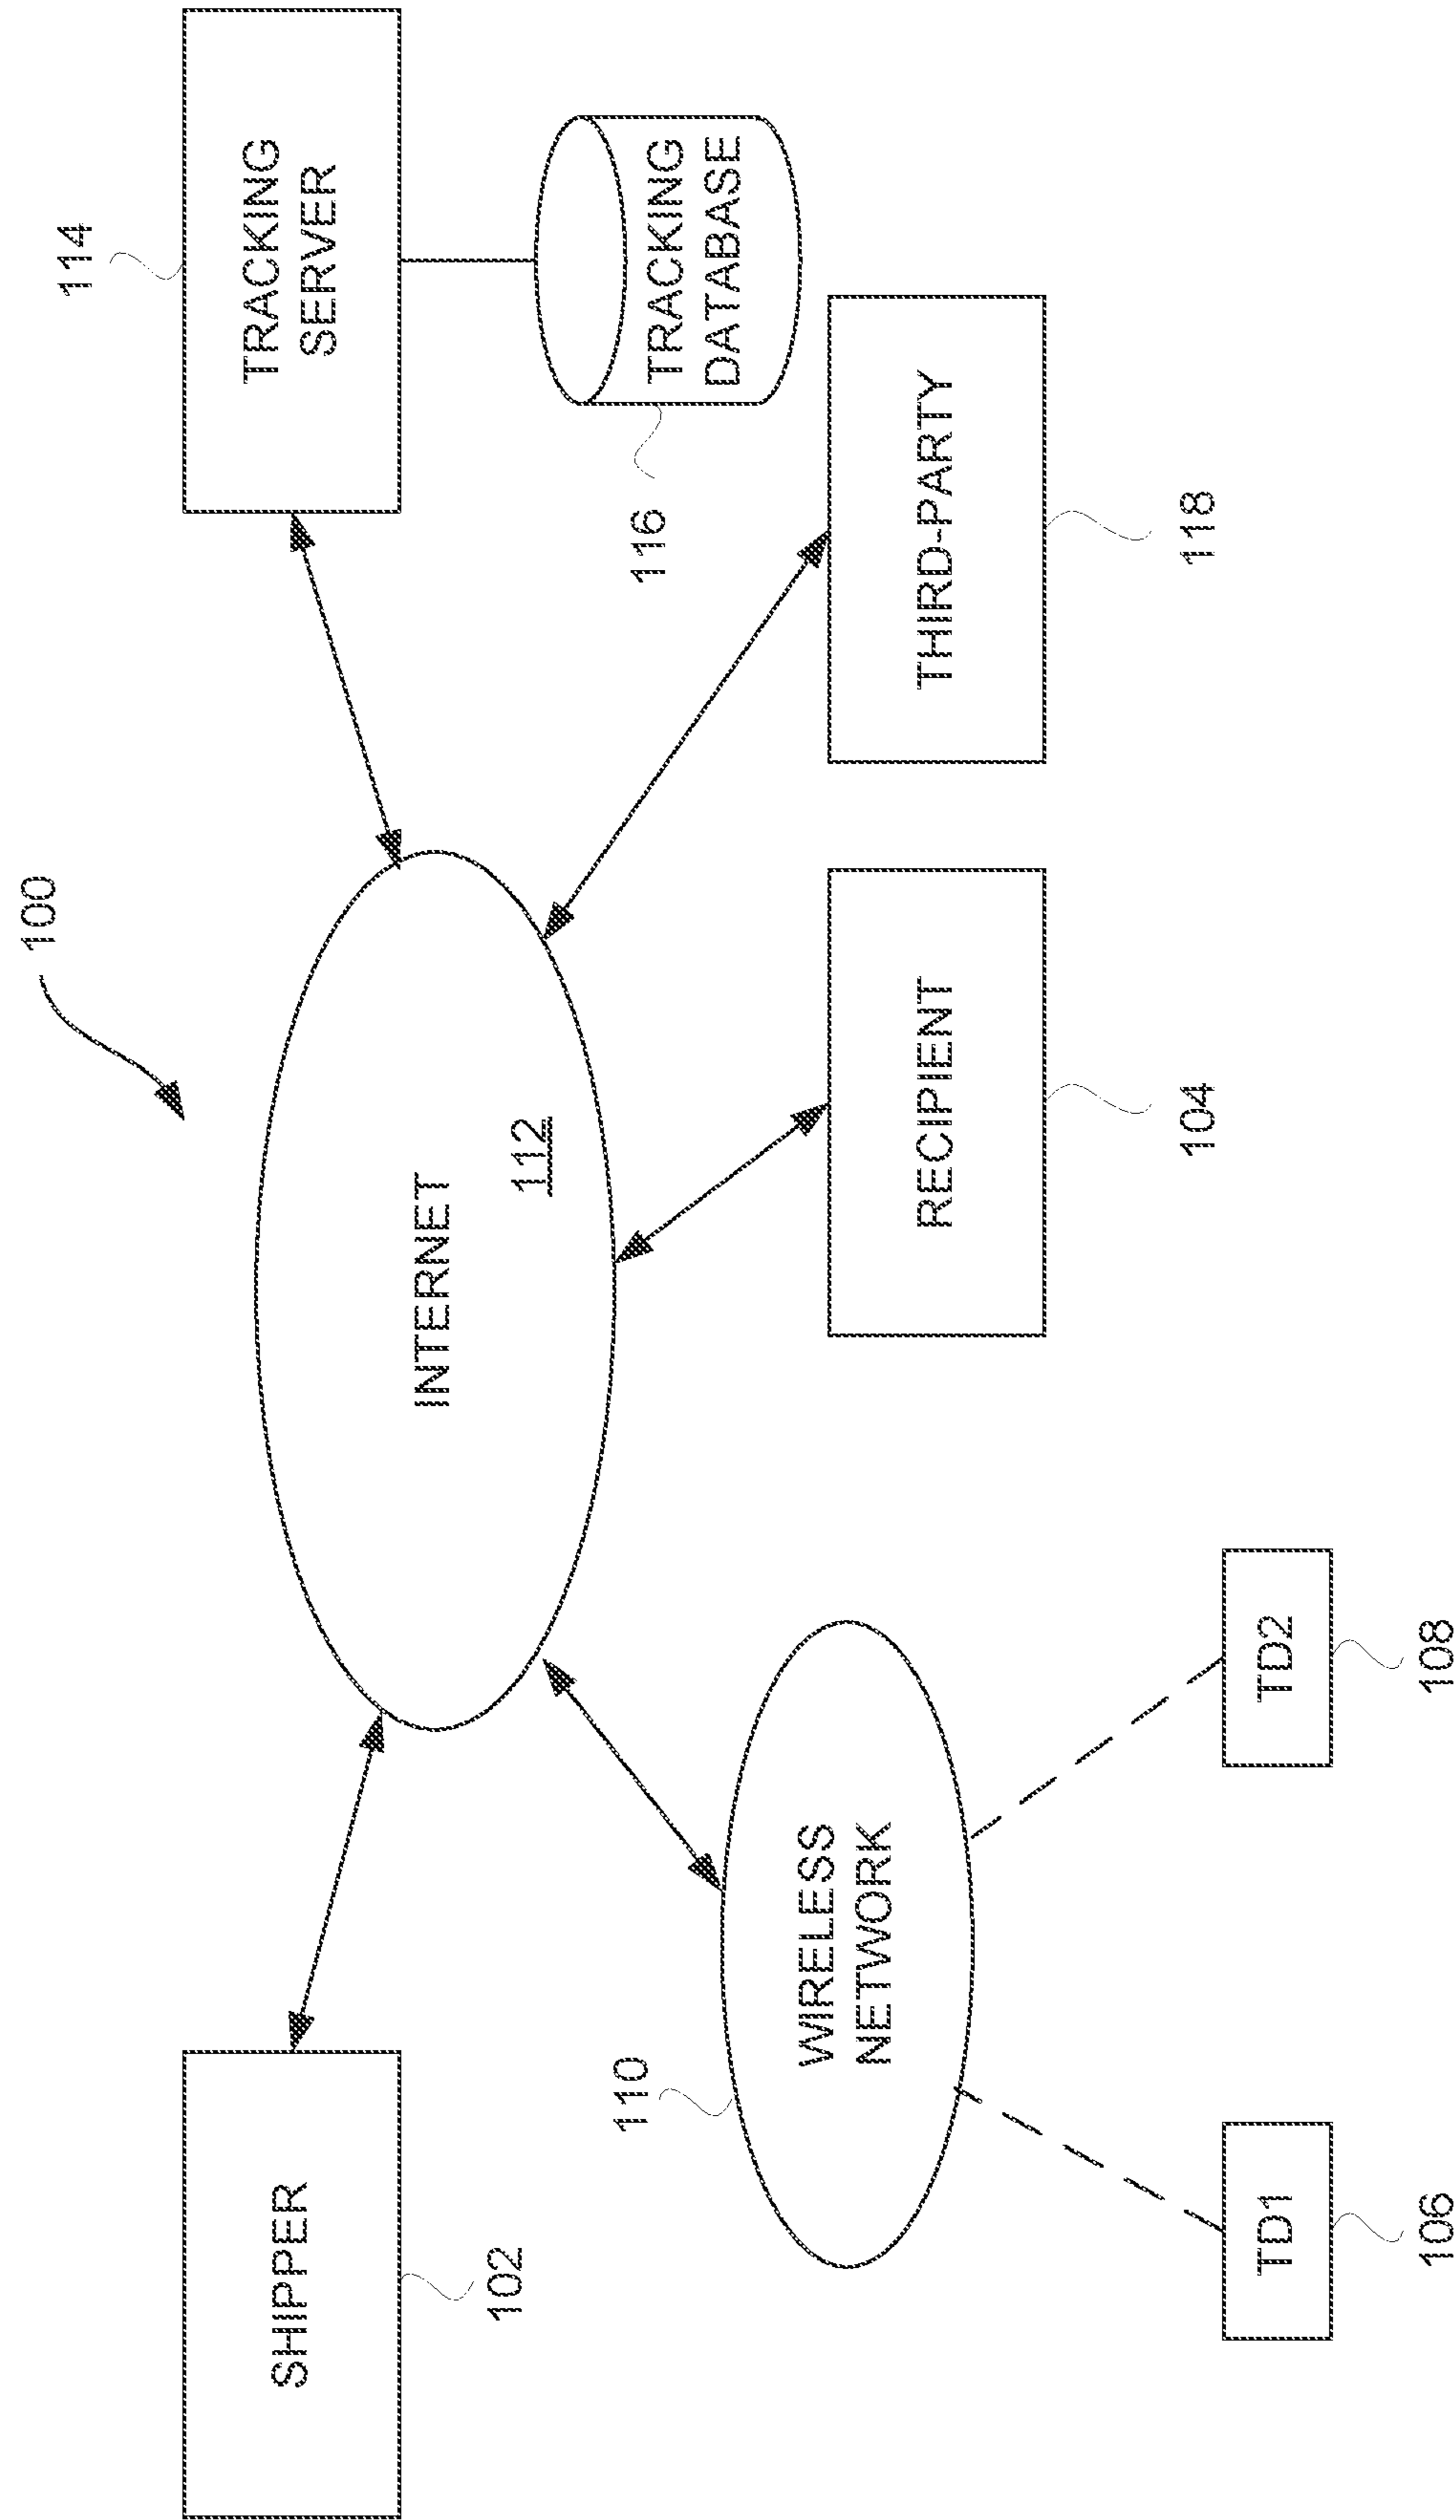 100
114
TRACKING
SERVER
SHIPPER
102
INTERNET
112
116
TRACKING
DATABASE
110
WIRELESS
NETWORK
RECIPIENT
104
THIRD-PARTY
118
TD1
106
TD2
108